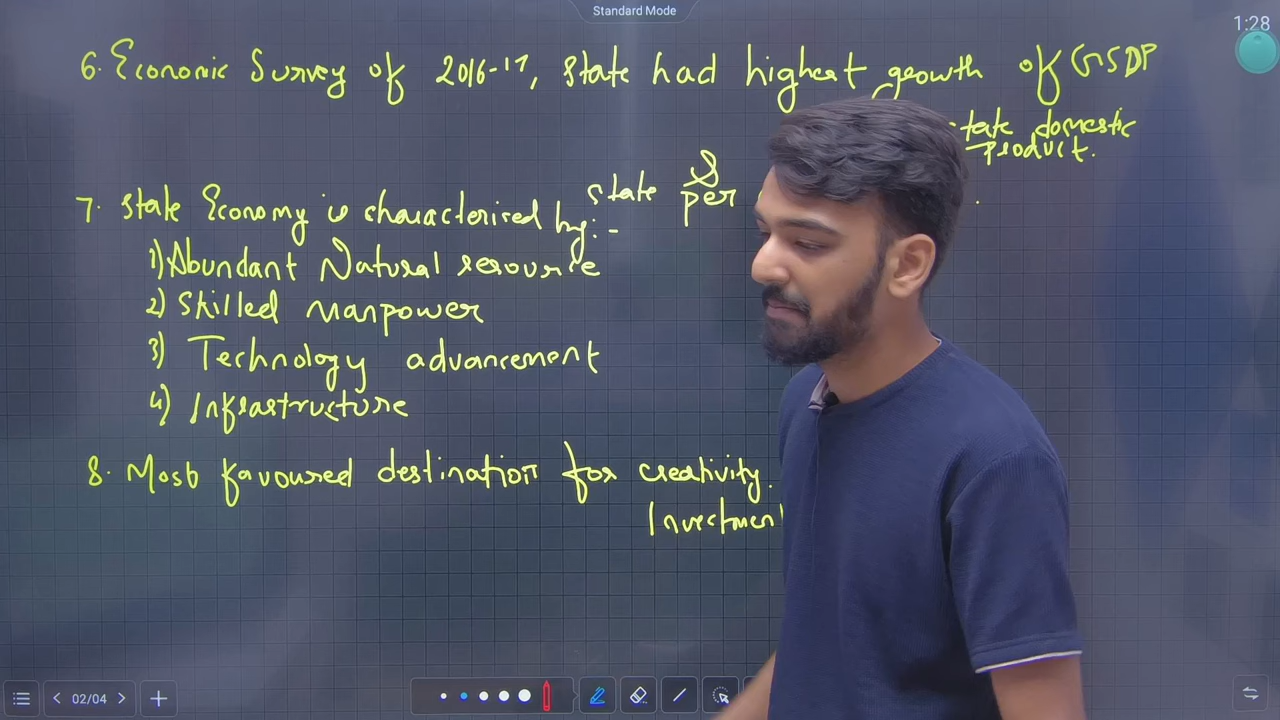 Standard Mode
1:28
6. Economic Survey of 2016-17, State had highest growth of GSDP
state domestic
product.
State & per
7. State Economy is characterised by:-
1) Abundant Natural resource
2) Skilled Manpower
3) Technology advancement
4) Infrastructure
8. Most favoured destination for creativity.
Investment
02/04